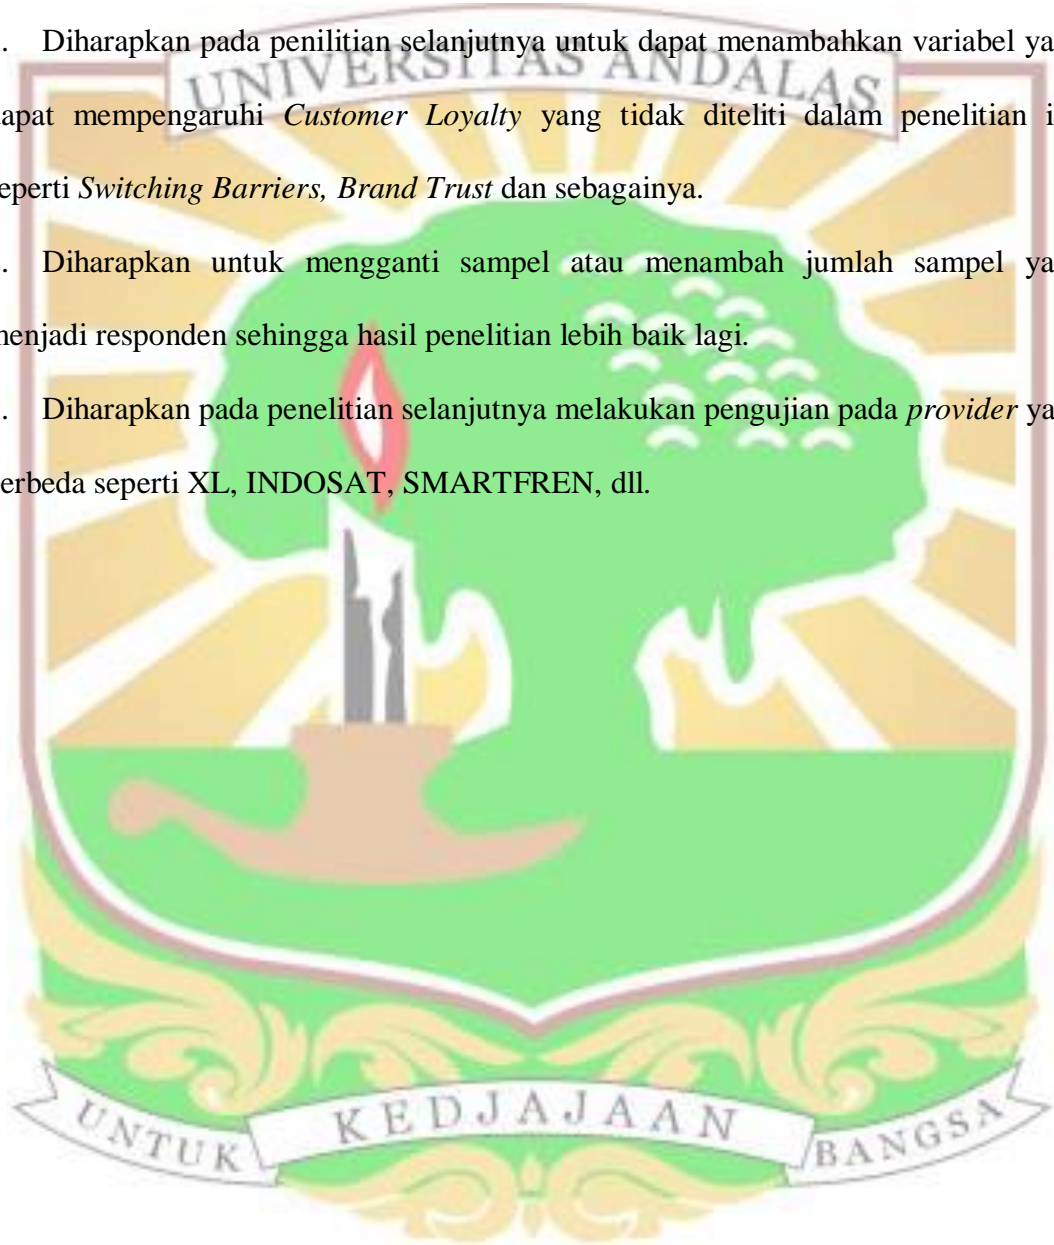 . Diharapkan pada penilitian selanjutnya untuk dapat menambahkan variabel ya
UNIVERSITAS ANDALAS
apat mempengaruhi Customer Loyalty yang tidak diteliti dalam penelitian i
eperti Switching Barriers, Brand Trust dan sebagainya.
. Diharapkan untuk mengganti sampel atau menambah jumlah sampel ya
enjadi responden sehingga hasil penelitian lebih baik lagi.
. Diharapkan pada penelitian selanjutnya melakukan pengujian pada provider ya
erbeda seperti XL, INDOSAT, SMARTFREN, dll.
UNTUK KEDJAJAAN BANGSA